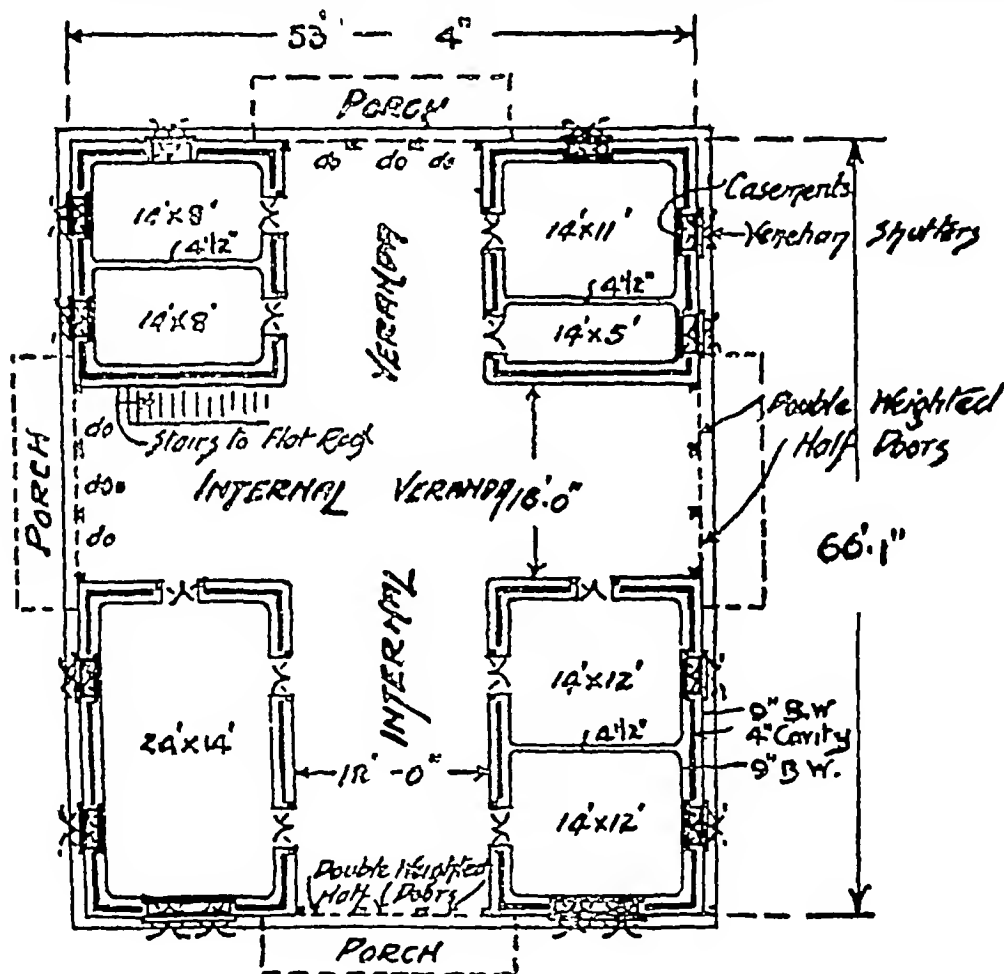 53' - 4"
PORCH
do do do
14'x8'
4½"
14'x8'
14'x11'
4½"
14'x5'
Casements
Venetian Shutters
VERANDA
PORCH
do
do
do
Stairs to Flat Roof
INTERNAL VERANDA
18'-0"
Double Heighted
Half Doors
66'-1"
INTERNAL
24'x14'
18'-0"
14'x12'
4½"
14'x12'
9" B.W
4" Cavity
9" B.W.
Double Heighted
Half Doors
PORCH